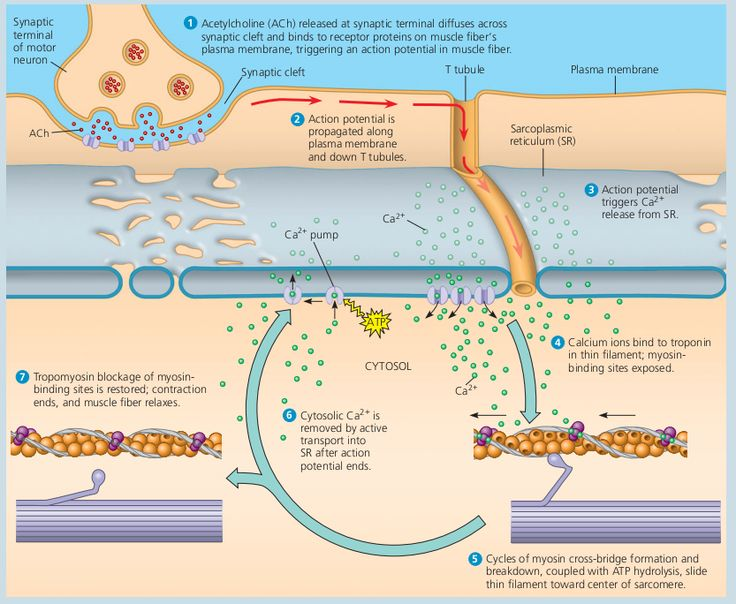 Synaptic
terminal
of motor
neuron
1 Acetylcholine (ACh) released at synaptic terminal diffuses across
synaptic cleft and binds to receptor proteins on muscle fiber's
plasma membrane, triggering an action potential in muscle fiber.
Synaptic cleft
T tubule
Plasma membrane
ACh
2 Action potential is
propagated along
plasma membrane
and down T tubules.
Sarcoplasmic
reticulum (SR)
3 Action potential
triggers Ca²⁺
release from SR.
Ca²⁺
Ca²⁺ pump
ATP
CYTOSOL
4 Calcium ions bind to troponin
in thin filament; myosin-
binding sites exposed.
Ca²⁺
7 Tropomyosin blockage of myosin-
binding sites is restored; contraction
ends, and muscle fiber relaxes.
6 Cytosolic Ca²⁺ is
removed by active
transport into
SR after action
potential ends.
5 Cycles of myosin cross-bridge formation and
breakdown, coupled with ATP hydrolysis, slide
thin filament toward center of sarcomere.